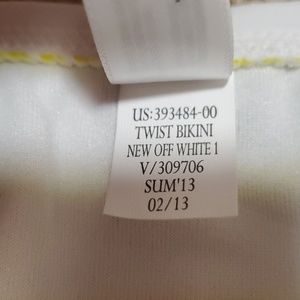 US:393484-00
TWIST BIKINI
NEW OFF WHITE 1
V/309706
SUM'13
02/13